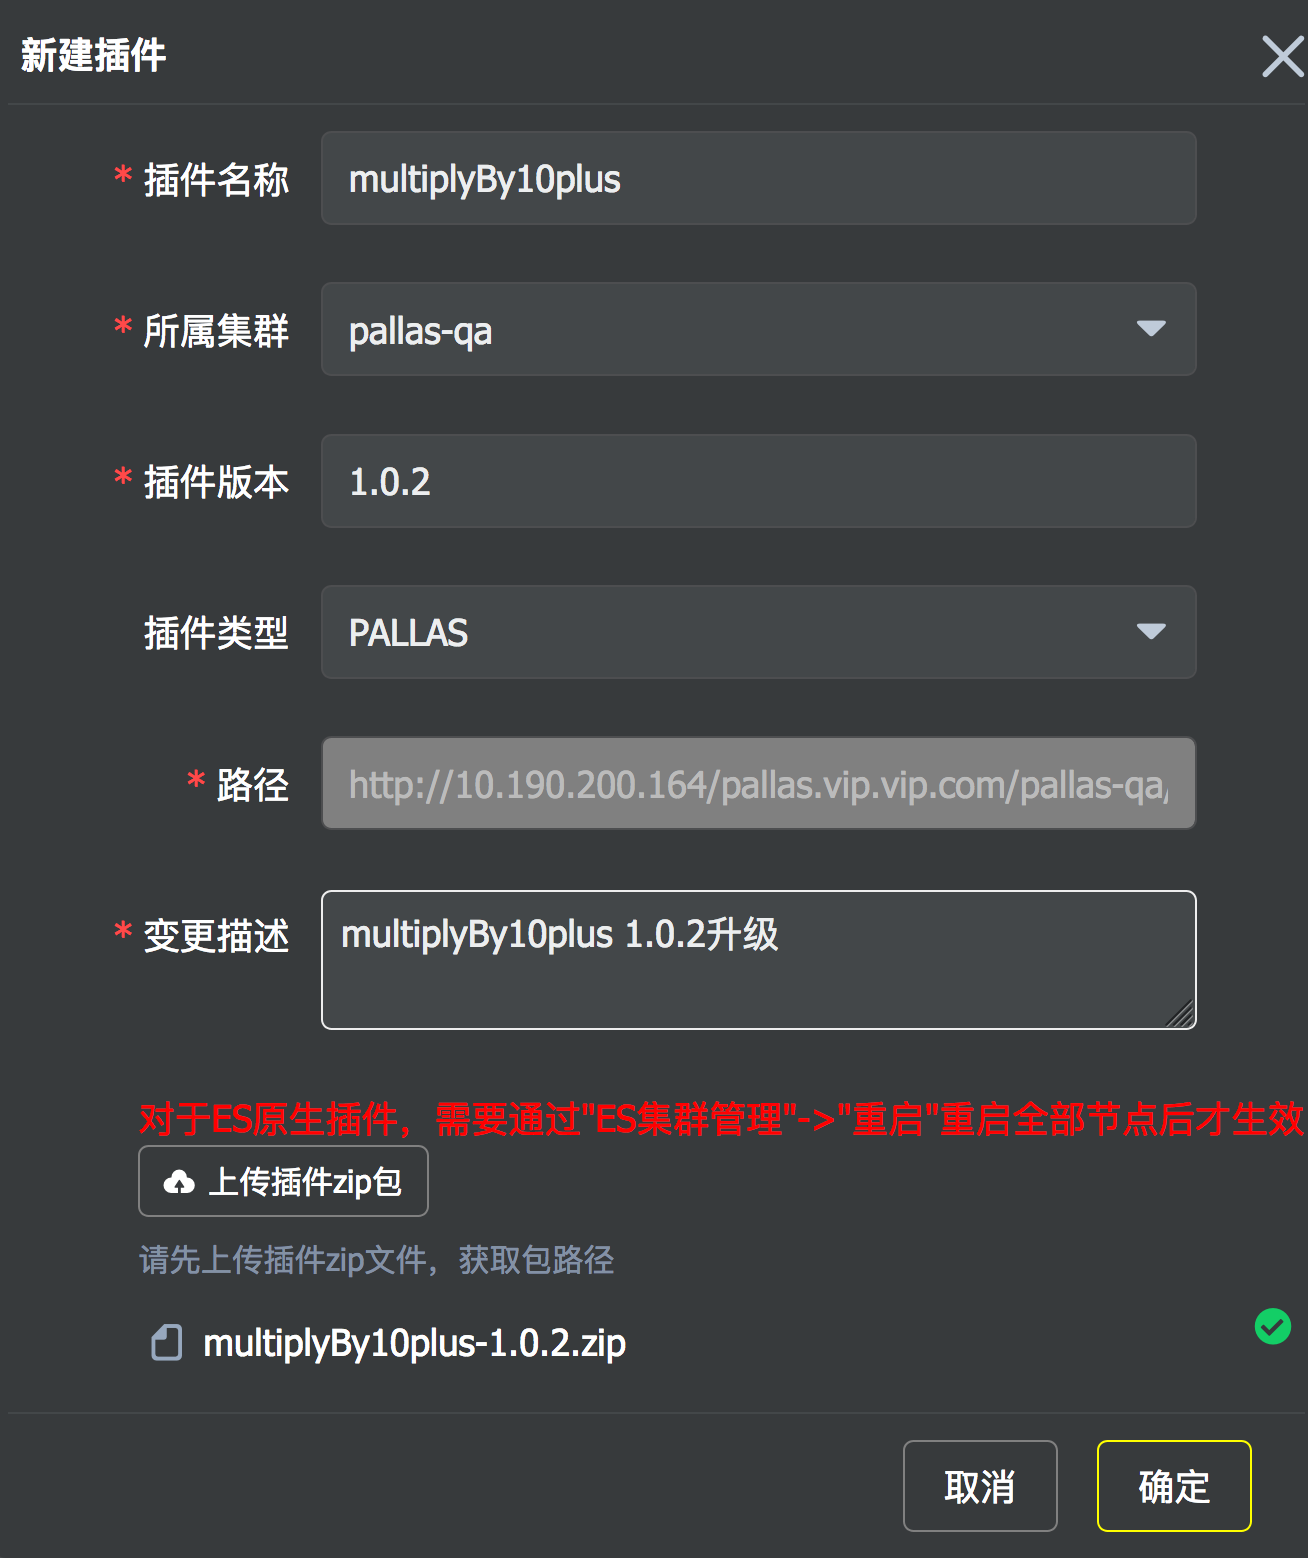 新建插件
* 插件名称 multiplyBy10plus
* 所属集群 pallas-qa
* 插件版本 1.0.2
插件类型 PALLAS
* 路径 http://10.190.200.164/pallas.vip.vip.com/pallas-qa/
* 变更描述 multiplyBy10plus 1.0.2升级
对于ES原生插件，需要通过"ES集群管理"->"重启"重启全部节点后才生效
上传插件zip包
请先上传插件zip文件，获取包路径
multiplyBy10plus-1.0.2.zip
取消 确定